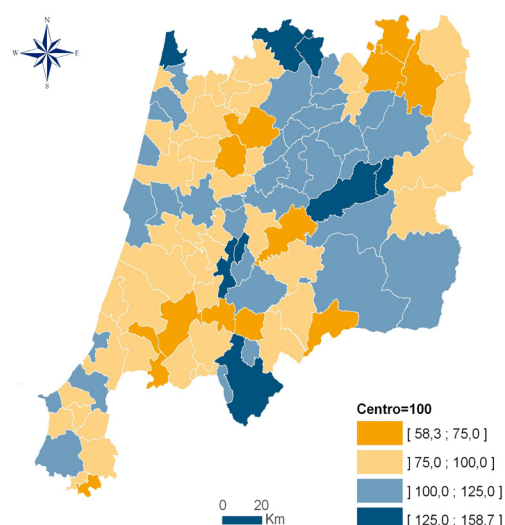 N
W E
S
Centro=100
[ 58,3 ; 75,0 ]
] 75,0 ; 100,0 ]
] 100,0 ; 125,0 ]
[ 125,0 ; 158,7 ]
0 20
Km